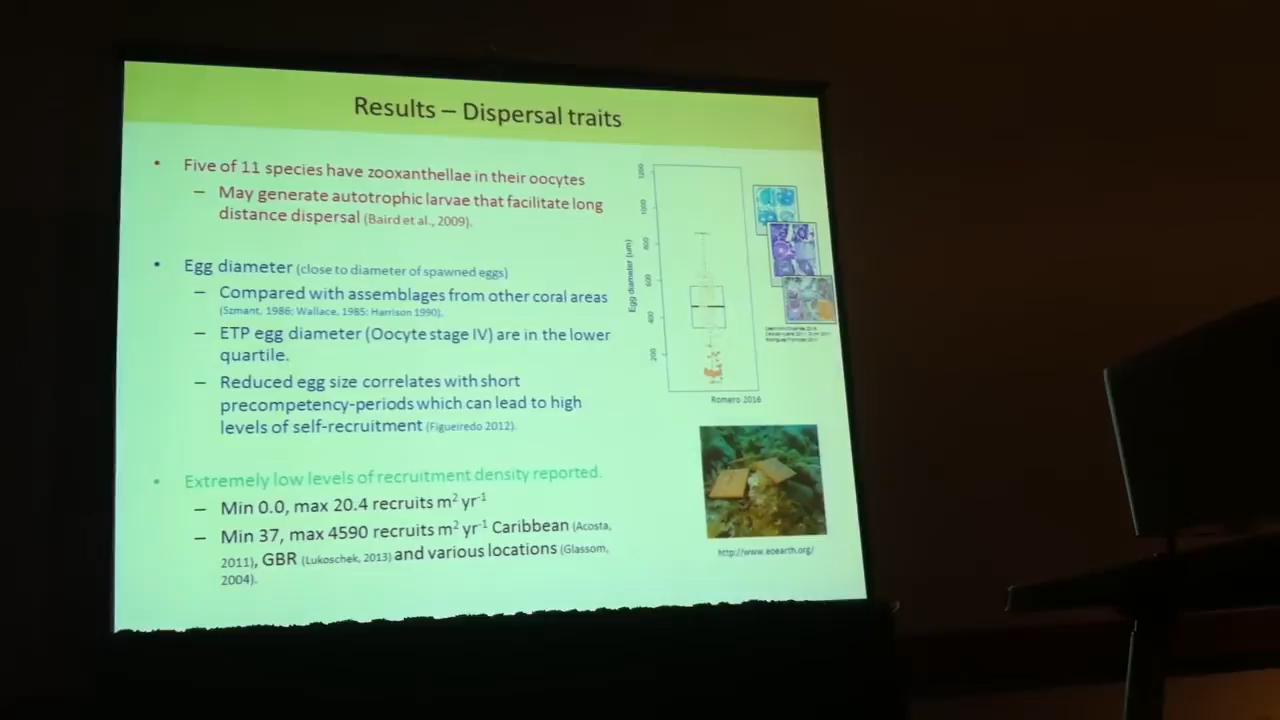 Results – Dispersal traits
• Five of 11 species have zooxanthellae in their oocytes
– May generate autotrophic larvae that facilitate long
distance dispersal (Baird et al., 2009).
• Egg diameter (close to diameter of spawned eggs)
– Compared with assemblages from other coral areas
(Szmant, 1986; Wallace, 1985; Harrison 1990).
– ETP egg diameter (Oocyte stage IV) are in the lower
quartile.
– Reduced egg size correlates with short
precompetency-periods which can lead to high
levels of self-recruitment (Figueiredo 2012).
• Extremely low levels of recruitment density reported.
– Min 0.0, max 20.4 recruits m² yr⁻¹
– Min 37, max 4590 recruits m² yr⁻¹ Caribbean (Acosta,
2011), GBR (Lukoschek, 2013) and various locations (Glassom,
2004).
Egg diameter (um)
1200
1000
800
600
400
200
Romero 2016
http://www.eoearth.org/